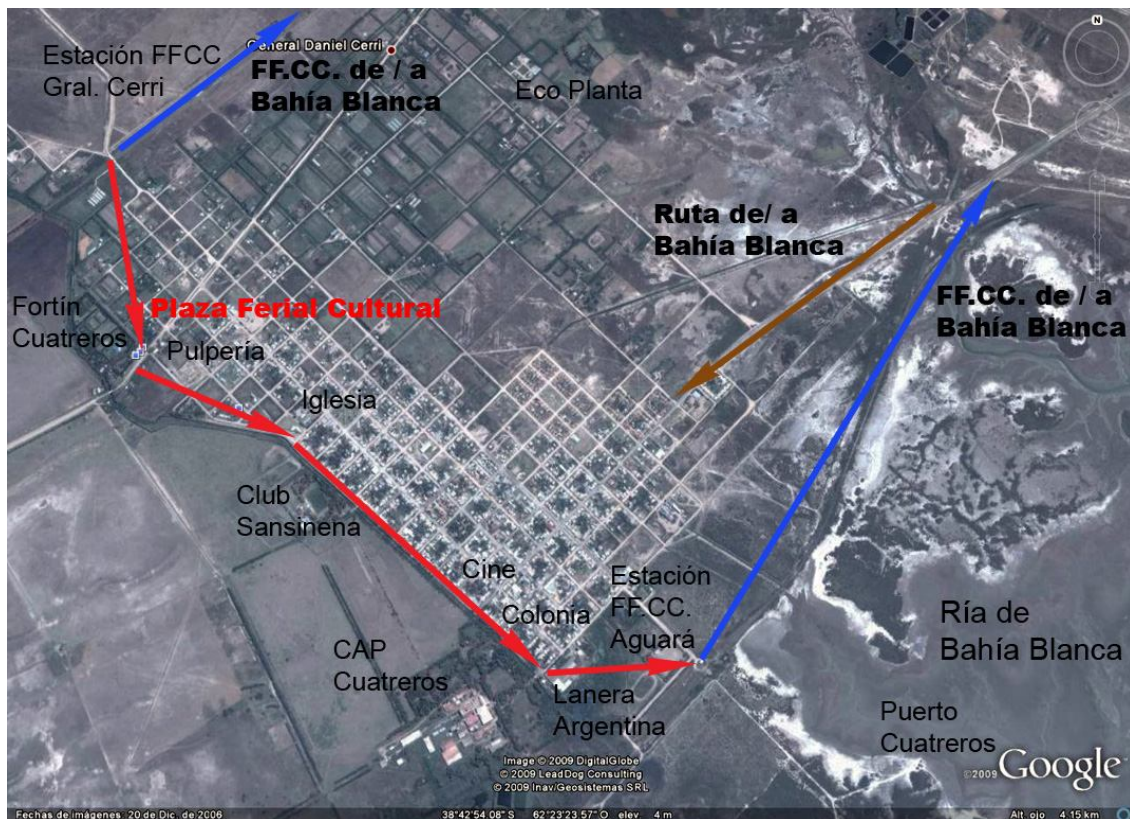 Estación FFCC
Gral. Cerri
General Daniel Cerri
FF.CC. de / a
Bahía Blanca
Eco Planta
N
Ruta de/ a
Bahía Blanca
FF.CC. de / a
Bahía Blanca
Fortín
Cuatreros
Plaza Ferial Cultural
Pulpería
Iglesia
Club
Sansinena
Cine
Colonia
Estación
FF.CC.
Aguará
CAP
Cuatreros
Lanera
Argentina
Ría de
Bahía Blanca
Puerto
Cuatreros
Image © 2009 DigitalGlobe
© 2009 LeadDog Consulting
© 2009 Inav/Geosistemas SRL
©2009 Google
Fechas de imágenes: 20 de Dic. de 2006
38°42'54.08" S 62°23'23.57" O elev 4 m
Alt. ojo 4.15 km